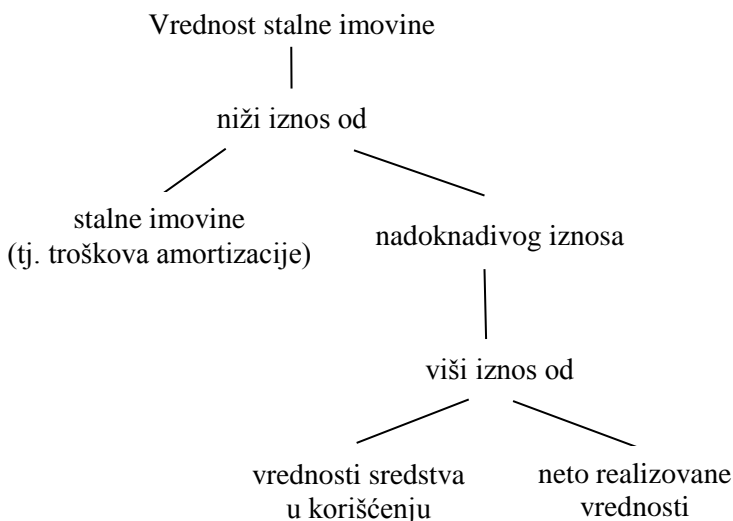 Vrednost stalne imovine
niži iznos od
stalne imovine
(tj. troškova amortizacije)
nadoknadivog iznosa
viši iznos od
vrednosti sredstva
u korišćenju
neto realizovane
vrednosti